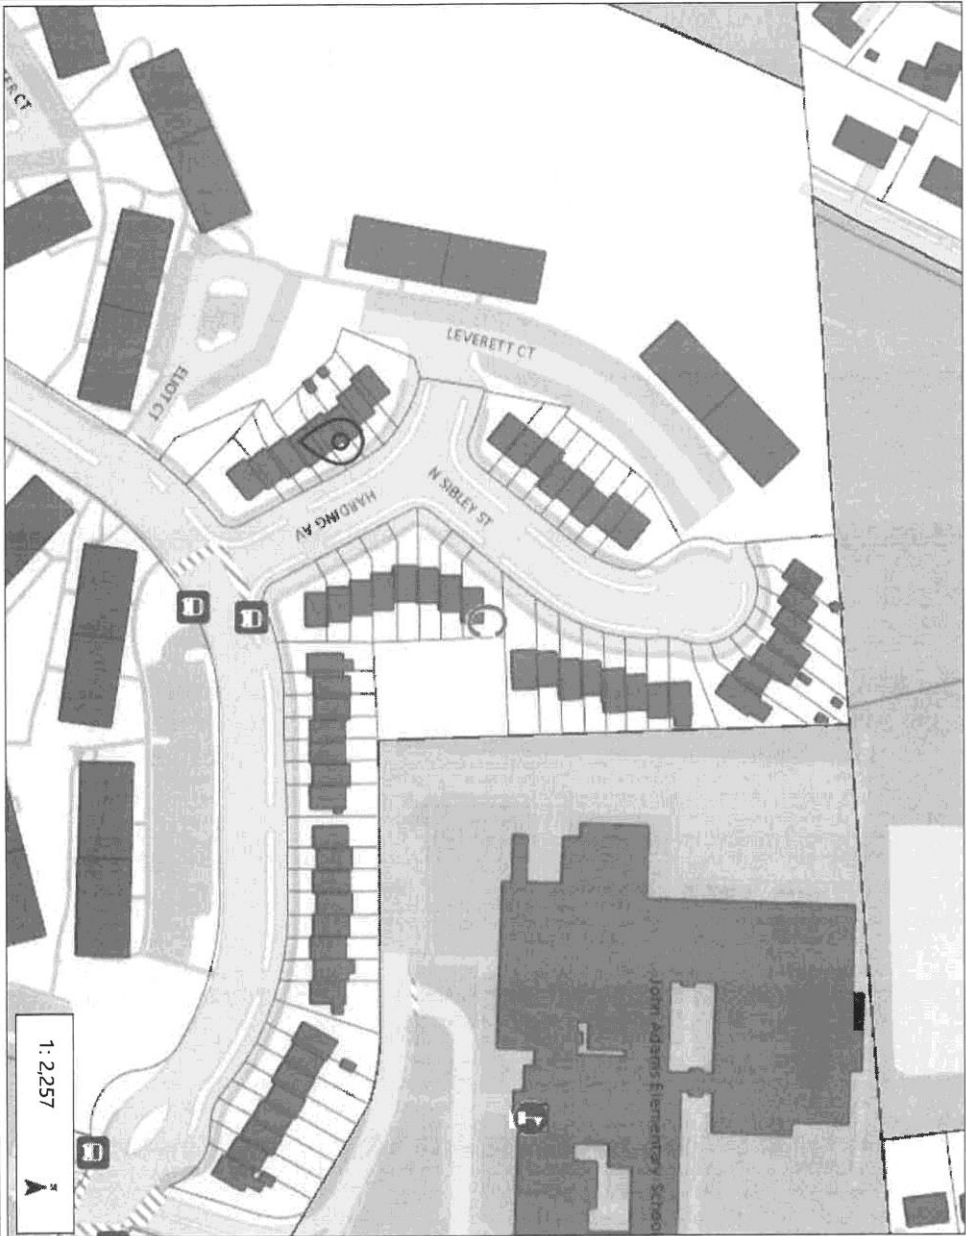 LEVERETT CT
ELIOT CT
N SIBLEY ST
HARDING AV
John Adams Elementary School
1: 2,257